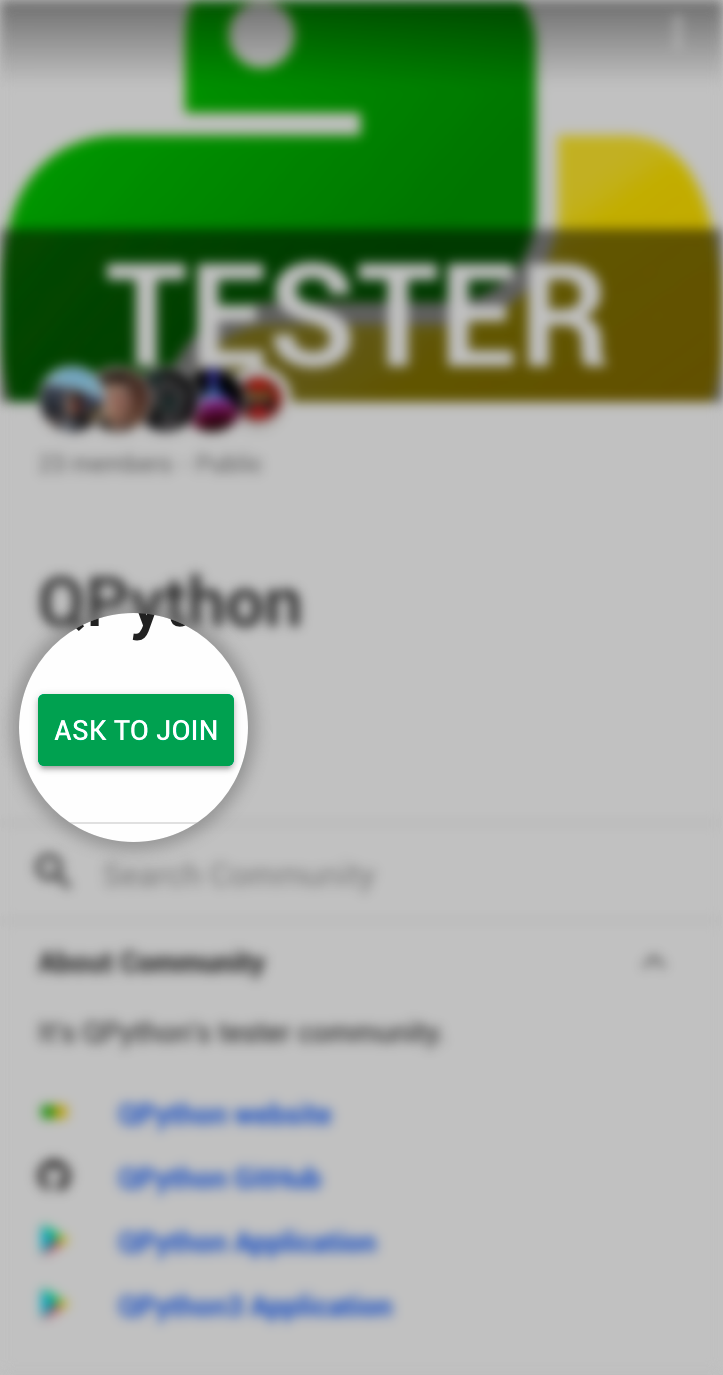 TESTER
23 members - Public
QPython
ASK TO JOIN
Search Community
About Community
It's QPython's tester community.
QPython website
QPython GitHub
QPython Application
QPython3 Application